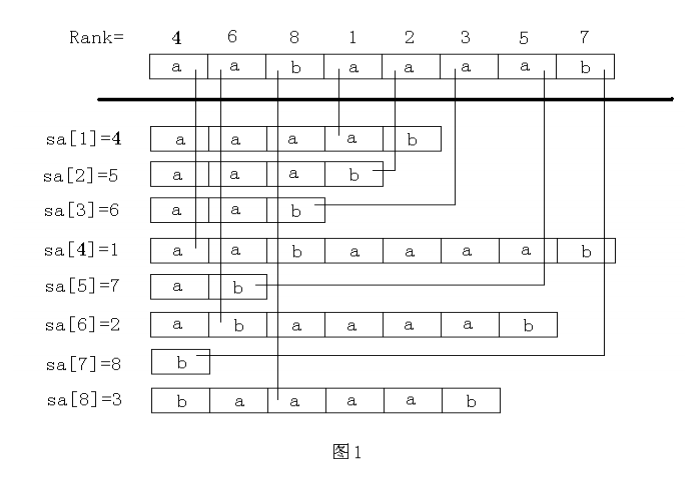 Rank= 4 6 8 1 2 3 5 7
a a b a a a a b
sa[1]=4 a a a a b
sa[2]=5 a a a b
sa[3]=6 a a b
sa[4]=1 a a b a a a a b
sa[5]=7 a b
sa[6]=2 a b a a a a b
sa[7]=8 b
sa[8]=3 b a a a a b
图1